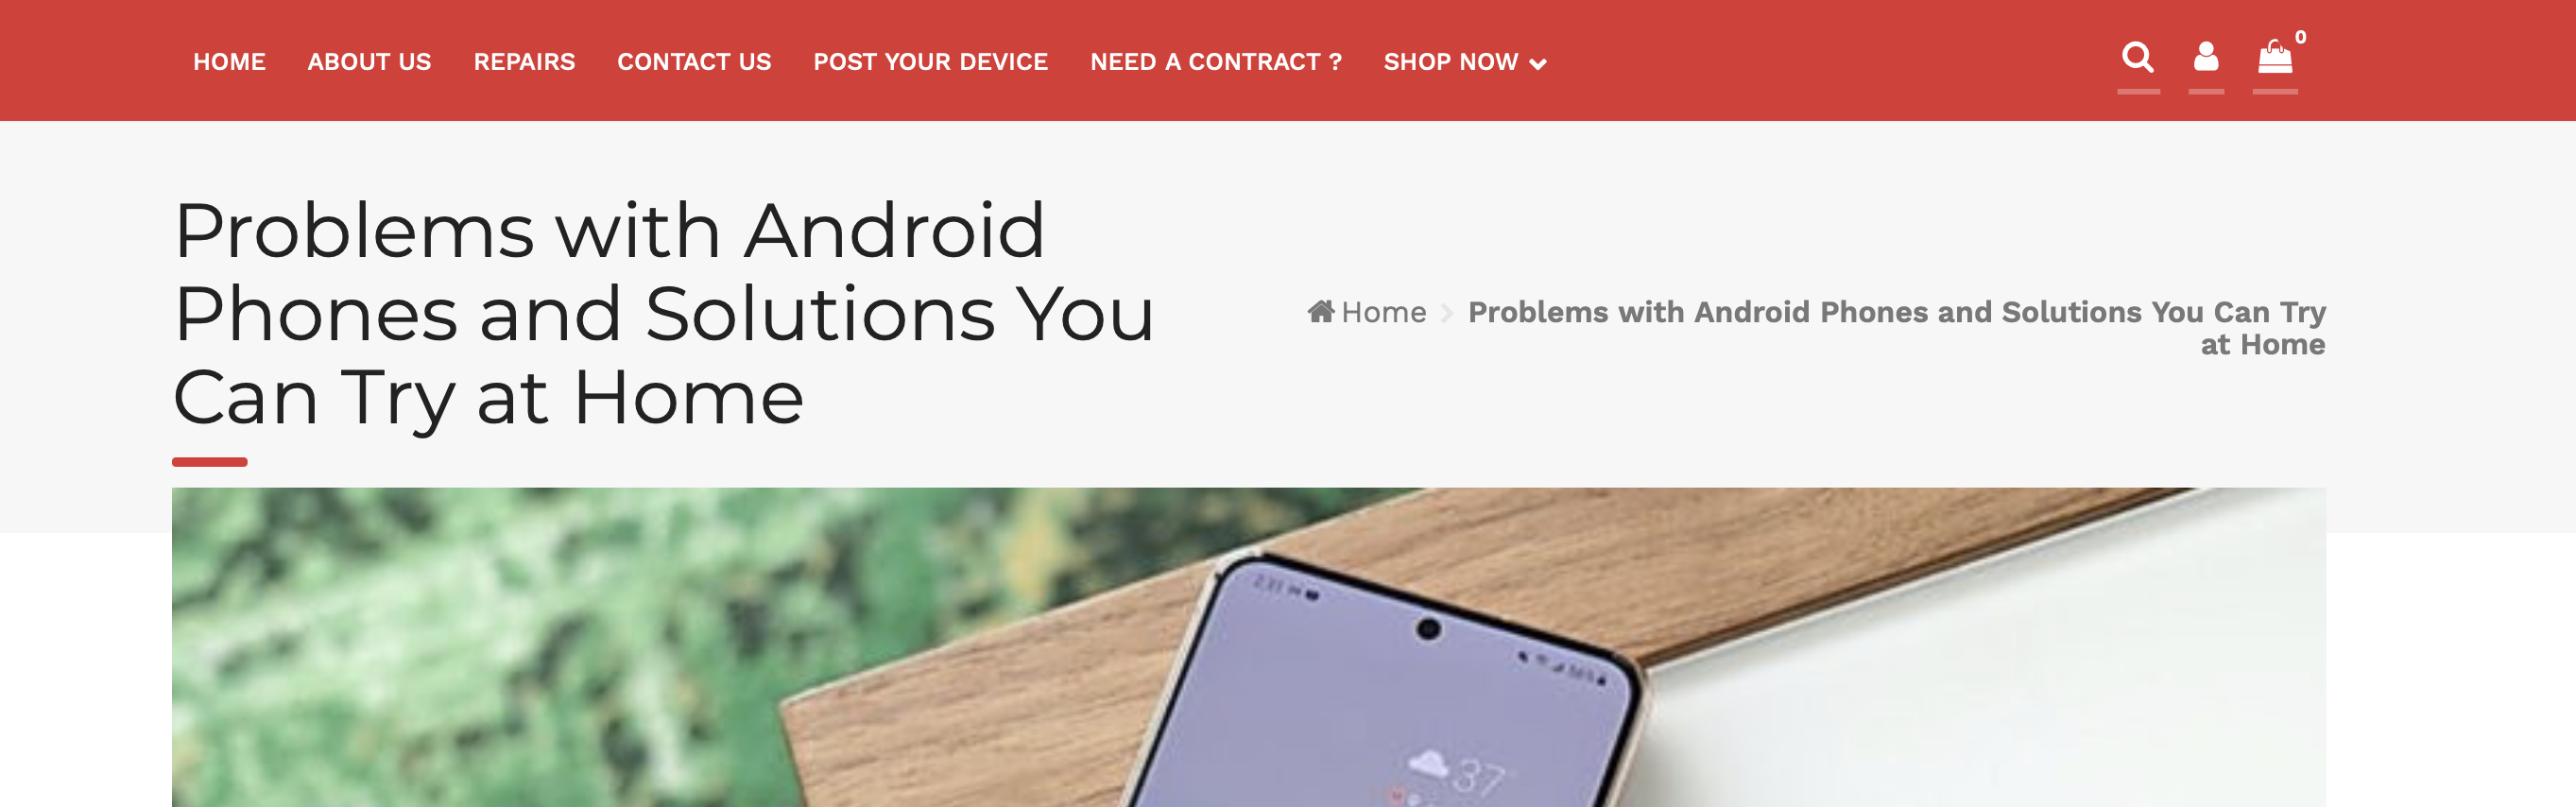 HOME ABOUT US REPAIRS CONTACT US POST YOUR DEVICE NEED A CONTRACT ? SHOP NOW 0
Problems with Android
Phones and Solutions You
Can Try at Home
Home Problems with Android Phones and Solutions You Can Try
at Home
37°